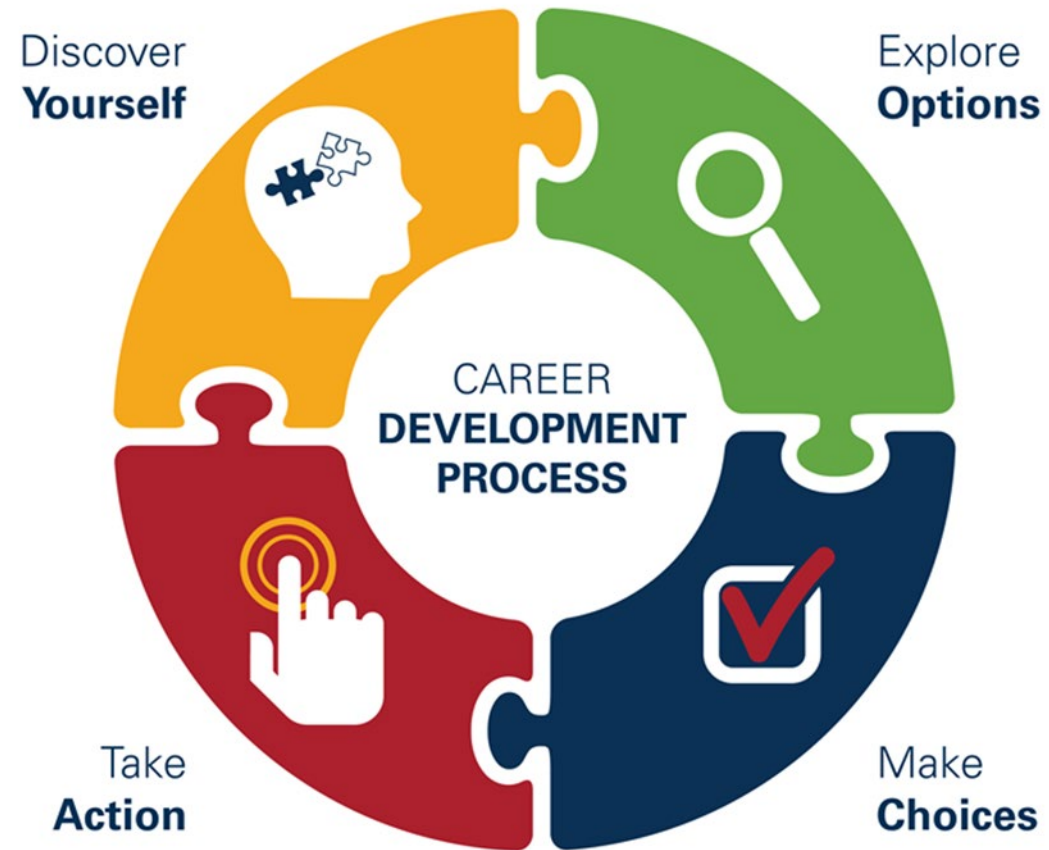 Discover
Yourself
Explore
Options
CAREER
DEVELOPMENT
PROCESS
Take
Action
Make
Choices